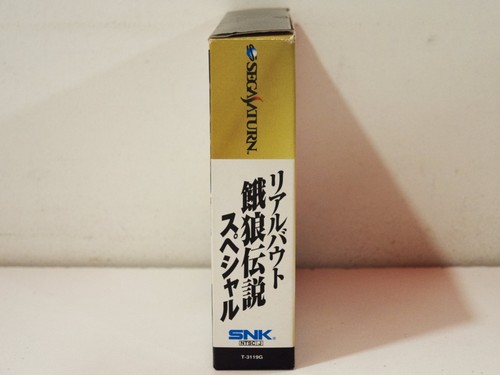 SEGA SATURN™
リアルバウト
餓狼伝説
スペシャル
SNK®
NTSC J
T-3119G